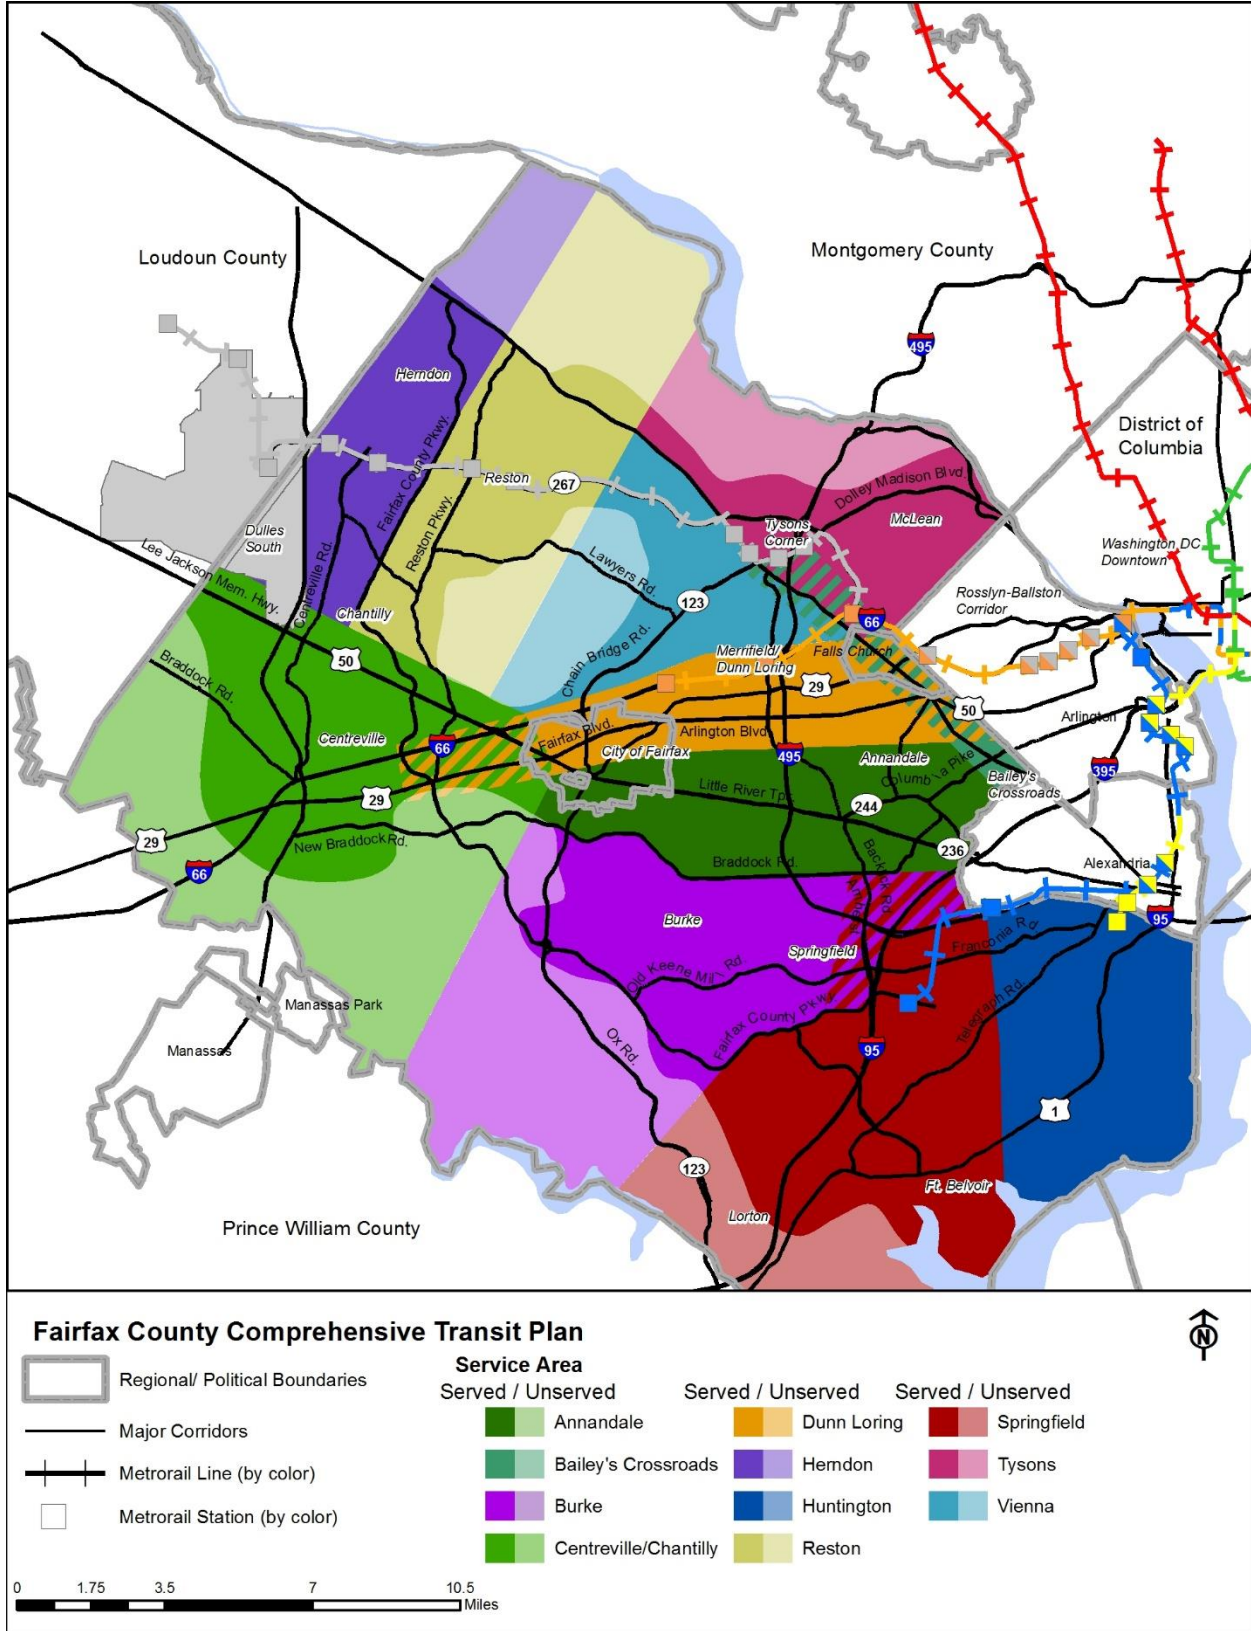 Loudoun County
Montgomery County
495
Herndon
District of
Columbia
Fairfax County Pkwy.
Reston
267
Dolley Madison Blvd.
McLean
Tysons
Corner
Dulles
South
Reston Pkwy.
Lee Jackson Mem. Hwy.
Centreville Rd.
Washington DC
Downtown
Lawyers Rd.
Rosslyn-Ballston
Corridor
123
Chantilly
66
50
Chain Bridge Rd.
Merrifield/
Dunn Loring
Falls Church
Braddock Rd.
29
50
Arlington
Centreville
66
Fairfax Blvd.
City of Fairfax
Arlington Blvd.
495
Annandale
Columbia Pike
Bailey's
Crossroads
395
29
Little River Tpk.
244
29
New Braddock Rd.
66
Braddock Rd.
Backlick Rd.
236
Alexandria
95
Burke
Springfield
Franconia Rd
Old Keene Mill Rd.
Manassas Park
Manassas
Ox Rd.
Fairfax County Pkwy.
Telegraph Rd.
95
1
123
Ft. Belvoir
Lorton
Prince William County
Fairfax County Comprehensive Transit Plan
N
Regional/ Political Boundaries
Major Corridors
Metrorail Line (by color)
Metrorail Station (by color)
Service Area
Served / Unserved
Served / Unserved
Served / Unserved
Annandale
Dunn Loring
Springfield
Bailey's Crossroads
Herndon
Tysons
Burke
Huntington
Vienna
Centreville/Chantilly
Reston
0 1.75 3.5 7 10.5
Miles